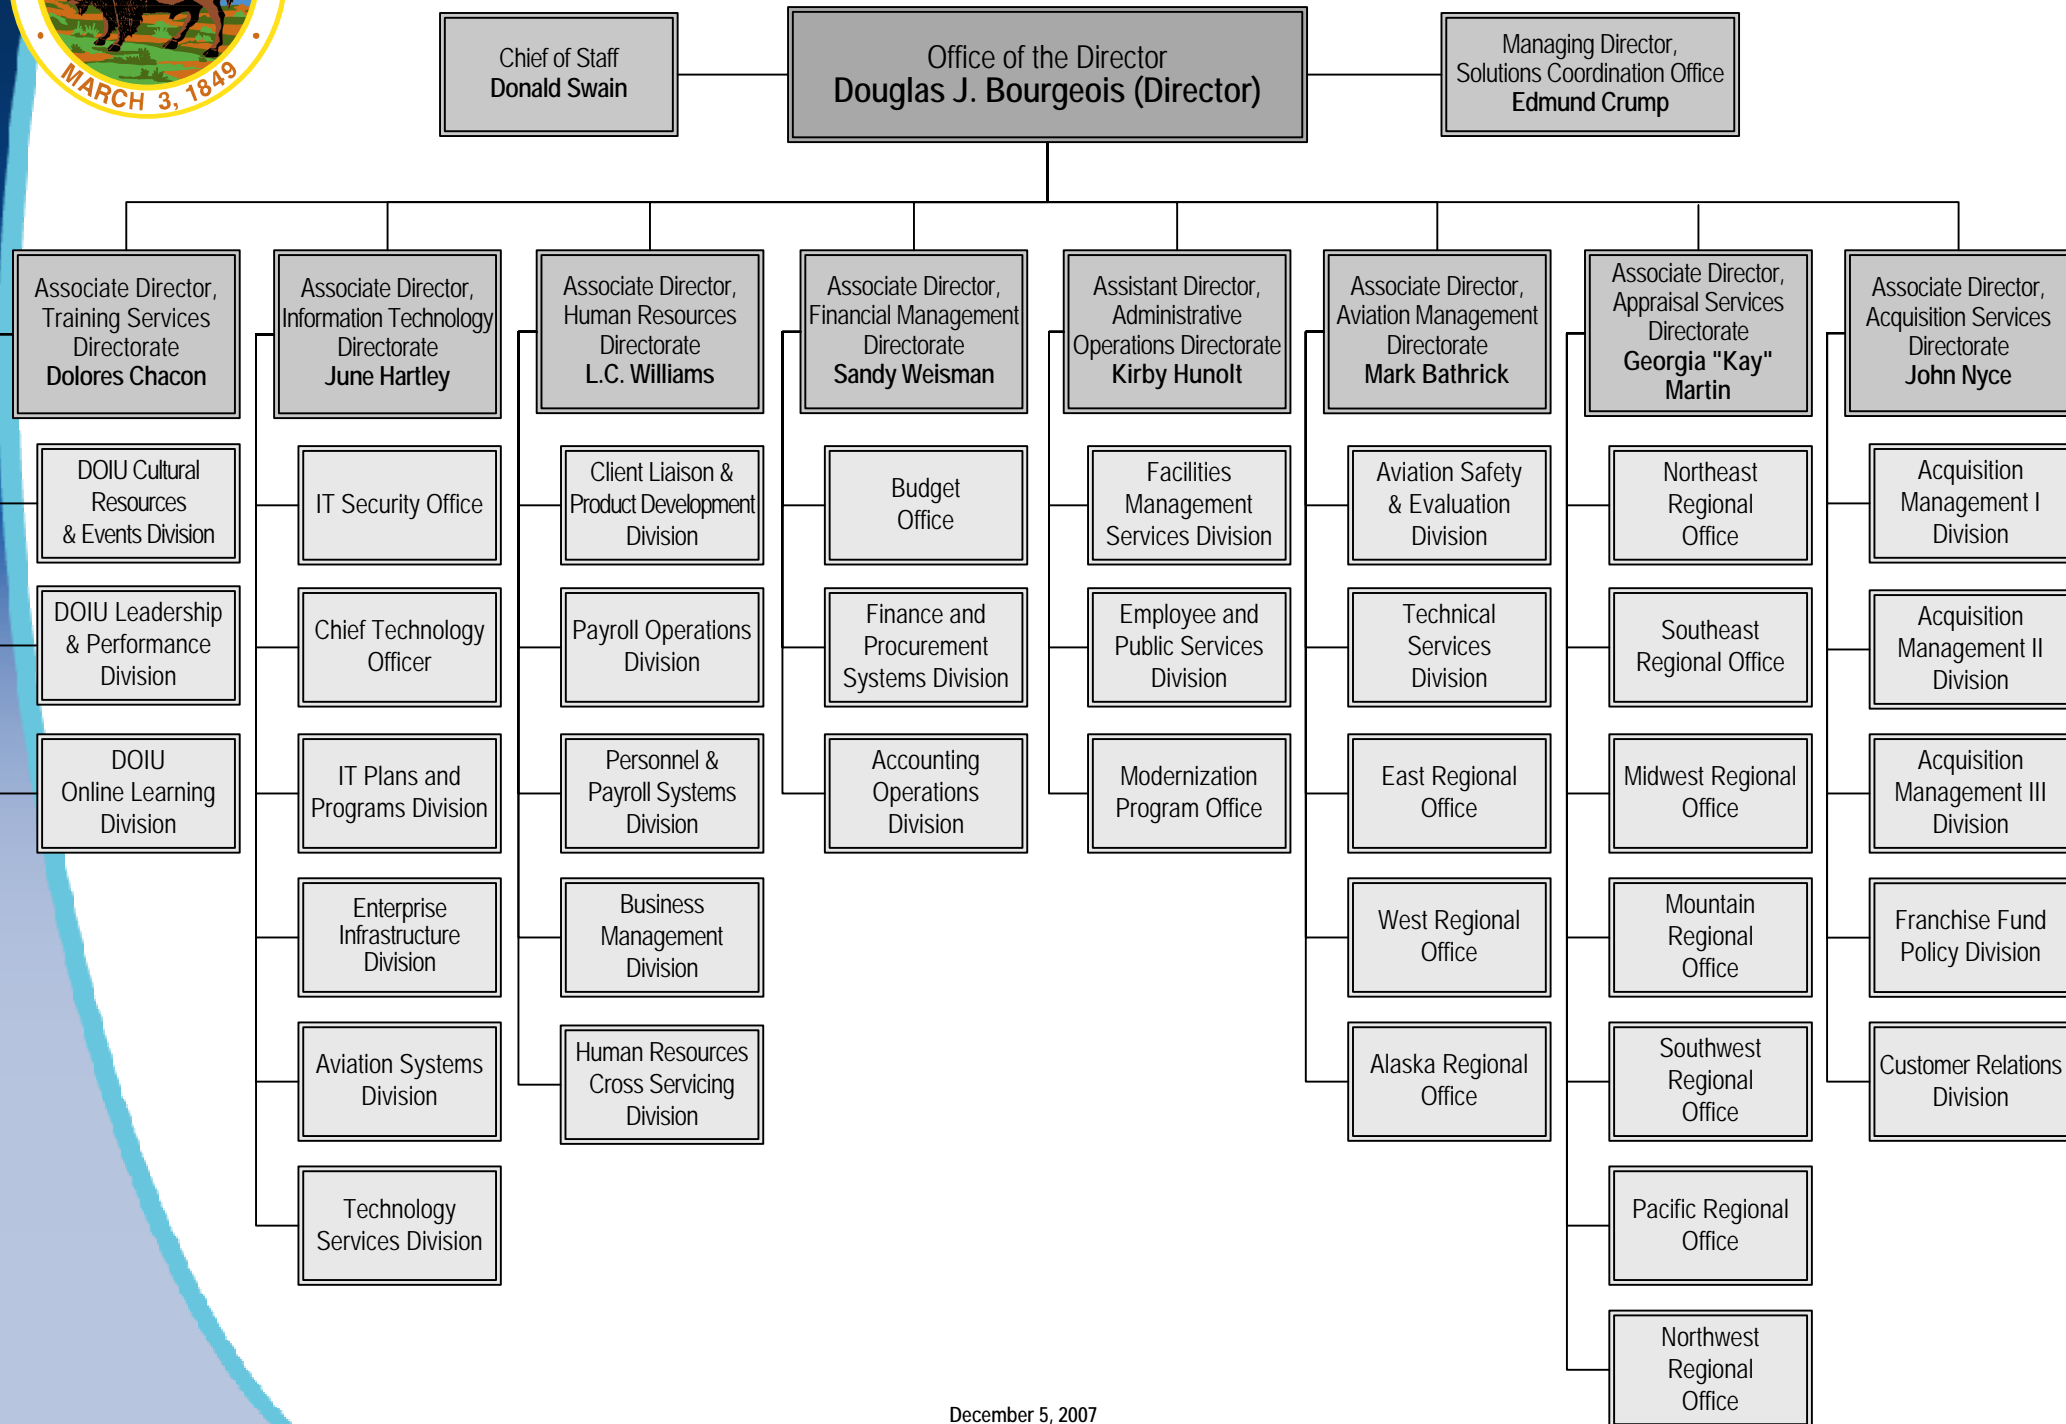 MARCH 3, 1849
Chief of Staff
Donald Swain
Office of the Director
Douglas J. Bourgeois (Director)
Managing Director,
Solutions Coordination Office
Edmund Crump
Associate Director,
Training Services
Directorate
Dolores Chacon
Associate Director,
Information Technology
Directorate
June Hartley
Associate Director,
Human Resources
Directorate
L.C. Williams
Associate Director,
Financial Management
Directorate
Sandy Weisman
Assistant Director,
Administrative
Operations Directorate
Kirby Hunolt
Associate Director,
Aviation Management
Directorate
Mark Bathrick
Associate Director,
Appraisal Services
Directorate
Georgia "Kay"
Martin
Associate Director,
Acquisition Services
Directorate
John Nyce
DOIU Cultural
Resources
& Events Division
DOIU Leadership
& Performance
Division
DOIU
Online Learning
Division
IT Security Office
Chief Technology
Officer
IT Plans and
Programs Division
Enterprise
Infrastructure
Division
Aviation Systems
Division
Technology
Services Division
Client Liaison &
Product Development
Division
Payroll Operations
Division
Personnel &
Payroll Systems
Division
Business
Management
Division
Human Resources
Cross Servicing
Division
Budget
Office
Finance and
Procurement
Systems Division
Accounting
Operations
Division
Facilities
Management
Services Division
Employee and
Public Services
Division
Modernization
Program Office
Aviation Safety
& Evaluation
Division
Technical
Services
Division
East Regional
Office
West Regional
Office
Alaska Regional
Office
Northeast
Regional
Office
Southeast
Regional Office
Midwest Regional
Office
Mountain
Regional
Office
Southwest
Regional
Office
Pacific Regional
Office
Northwest
Regional
Office
Acquisition
Management I
Division
Acquisition
Management II
Division
Acquisition
Management III
Division
Franchise Fund
Policy Division
Customer Relations
Division
December 5, 2007